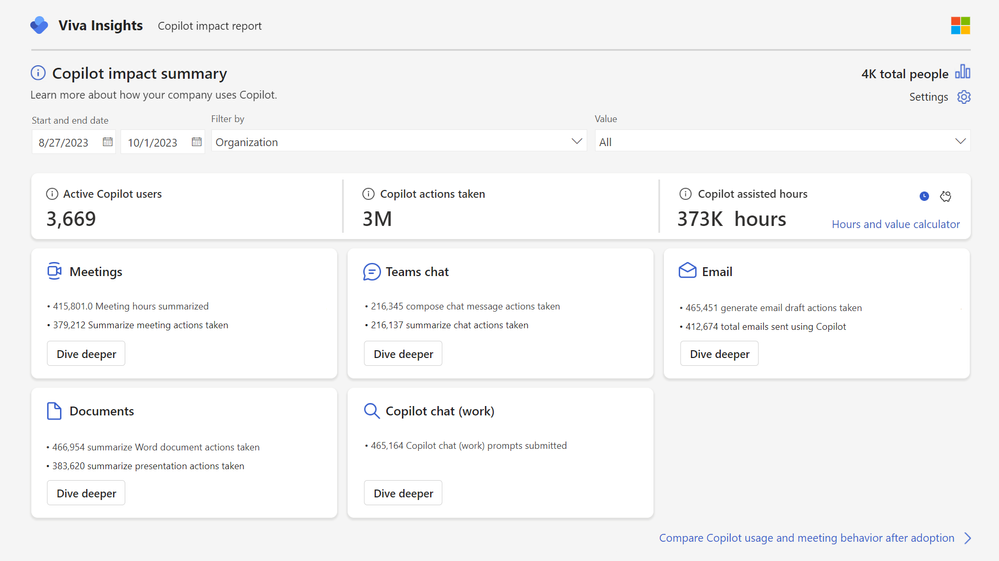 Viva Insights Copilot impact report
Copilot impact summary
4K total people
Learn more about how your company uses Copilot.
Settings
Start and end date
Filter by
Value
8/27/2023
10/1/2023
Organization
All
Active Copilot users
3,669
Copilot actions taken
3M
Copilot assisted hours
373K hours
Hours and value calculator
Meetings
• 415,801.0 Meeting hours summarized
• 379,212 Summarize meeting actions taken
Dive deeper
Teams chat
• 216,345 compose chat message actions taken
• 216,137 summarize chat actions taken
Dive deeper
Email
• 465,451 generate email draft actions taken
• 412,674 total emails sent using Copilot
Dive deeper
Documents
• 466,954 summarize Word document actions taken
• 383,620 summarize presentation actions taken
Dive deeper
Copilot chat (work)
• 465,164 Copilot chat (work) prompts submitted
Dive deeper
Compare Copilot usage and meeting behavior after adoption